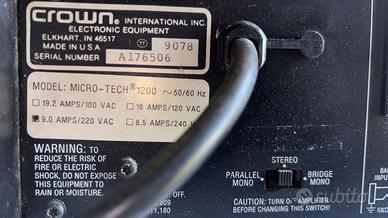 crown® INTERNATIONAL INC.
ELECTRONIC EQUIPMENT
ELKHART, IN 46517
MADE IN U S A
9078
SERIAL NUMBER A176506
MODEL: MICRO-TECH® 1200 ~ 50/60 Hz
19.2 AMPS/100 VAC 16 AMPS/120 VAC
9.0 AMPS/220 VAC 8.5 AMPS/240
WARNING: TO
REDUCE THE RISK OF
FIRE OR ELECTRIC
SHOCK, DO NOT EXPOSE
THIS EQUIPMENT TO
RAIN OR MOISTURE.
STEREO
PARALLEL MONO
BRIDGE MONO
CAUTION: TURN OFF AMPLIFIER
BEFORE CHANGING THIS SWITCH!
BA
INPU
GND
subito